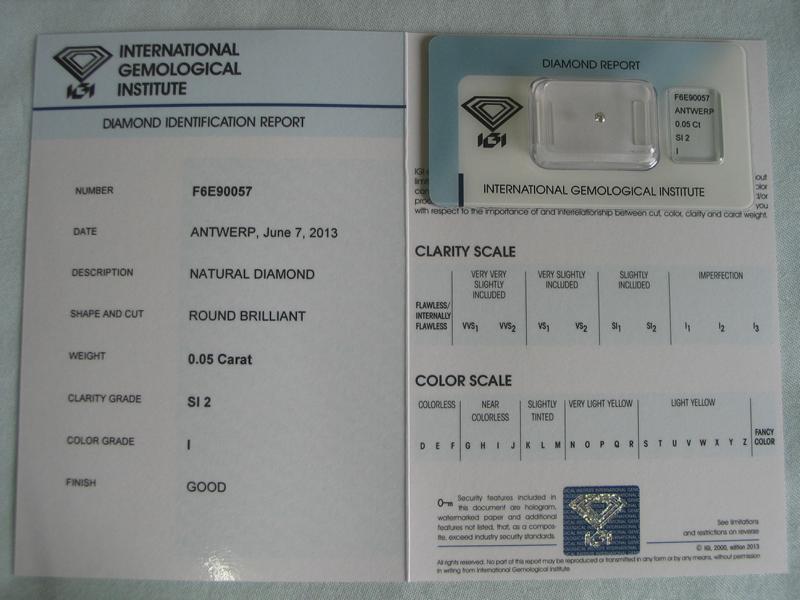 INTERNATIONAL
GEMOLOGICAL
INSTITUTE
IGI
DIAMOND IDENTIFICATION REPORT
NUMBER F6E90057
DATE ANTWERP, June 7, 2013
DESCRIPTION NATURAL DIAMOND
SHAPE AND CUT ROUND BRILLIANT
WEIGHT 0.05 Carat
CLARITY GRADE SI 2
COLOR GRADE I
FINISH GOOD
DIAMOND REPORT
IGI
F6E90057
ANTWERP
0.05 Ct
SI 2
I
INTERNATIONAL GEMOLOGICAL INSTITUTE
IGI
you
with respect to the importance of and interrelationship between cut, color, clarity and carat weight.
CLARITY SCALE
FLAWLESS/
INTERNALLY
FLAWLESS
VERY VERY
SLIGHTLY
INCLUDED
VERY SLIGHTLY
INCLUDED
SLIGHTLY
INCLUDED
IMPERFECTION
VVS1 VVS2 VS1 VS2 SI1 SI2 I1 I2 I3
COLOR SCALE
COLORLESS
NEAR
COLORLESS
SLIGHTLY
TINTED
VERY LIGHT YELLOW
LIGHT YELLOW
D E F G H I J K L M N O P Q R S T U V W X Y Z
FANCY
COLOR
Security features included in
this document are hologram,
watermarked paper and additional
features not listed, that, as a compos-
ite, exceed industry security standards.
IGI
See limitations
and restrictions on reverse
© IGI, 2000, edition 2013
All rights reserved. No part of this report may be reproduced or transmitted in any form or by any means, without permission
in writing from International Gemological Institute